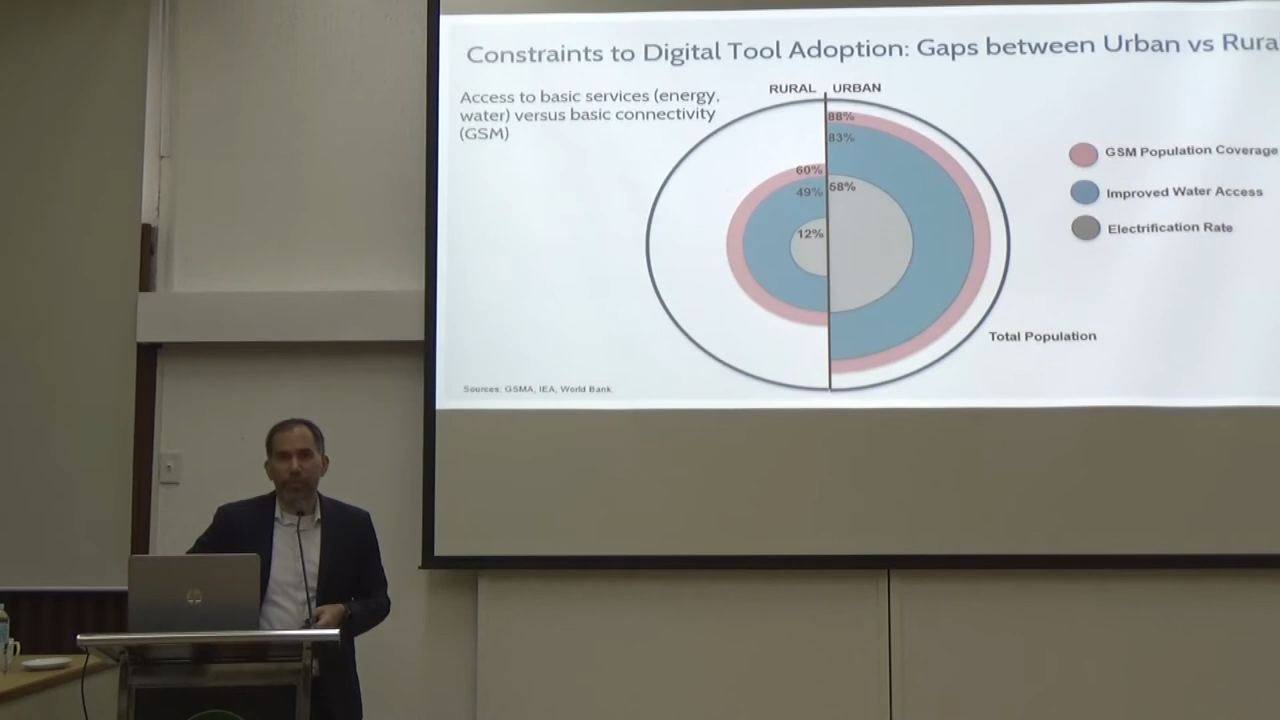 Constraints to Digital Tool Adoption: Gaps between Urban vs Rura
Access to basic services (energy,
water) versus basic connectivity
(GSM)
RURAL URBAN
88%
83%
60%
49%
58%
12%
GSM Population Coverage
Improved Water Access
Electrification Rate
Total Population
Sources: GSMA, IEA, World Bank.
hp